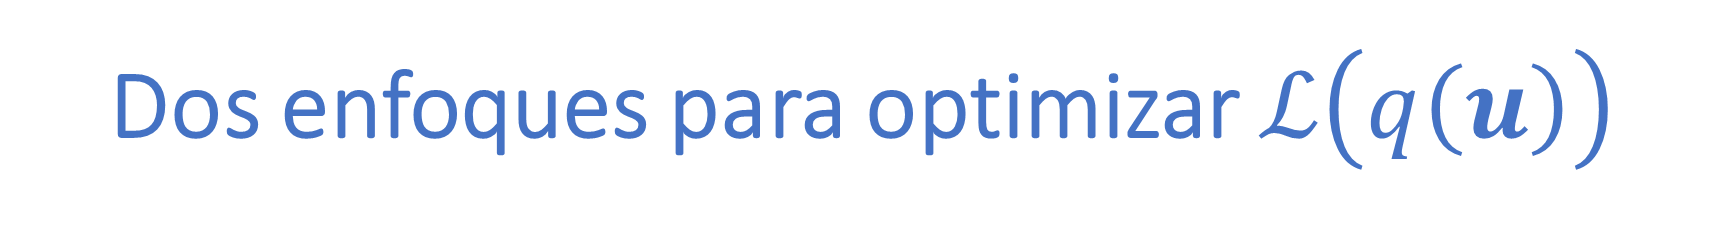 Dos enfoques para optimizar ℒ(q(𝒖))